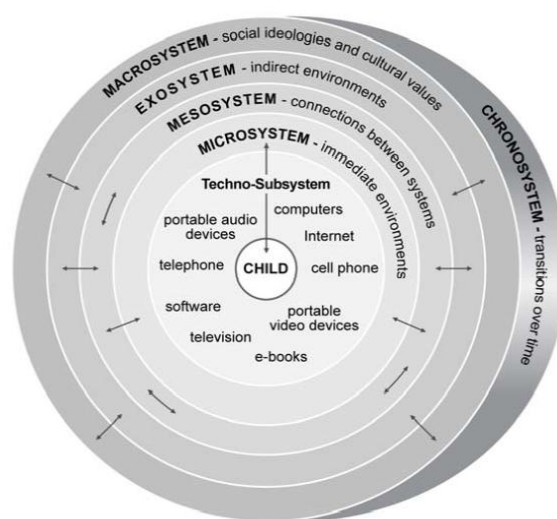 MACROSYSTEM - social ideologies and cultural values
EXOSYSTEM - indirect environments
MESOSYSTEM - connections between systems
MICROSYSTEM - immediate environments
CHRONOSYSTEM - transitions over time
Techno-Subsystem
computers
portable audio
devices
Internet
telephone
CHILD
cell phone
software
portable
video devices
television
e-books